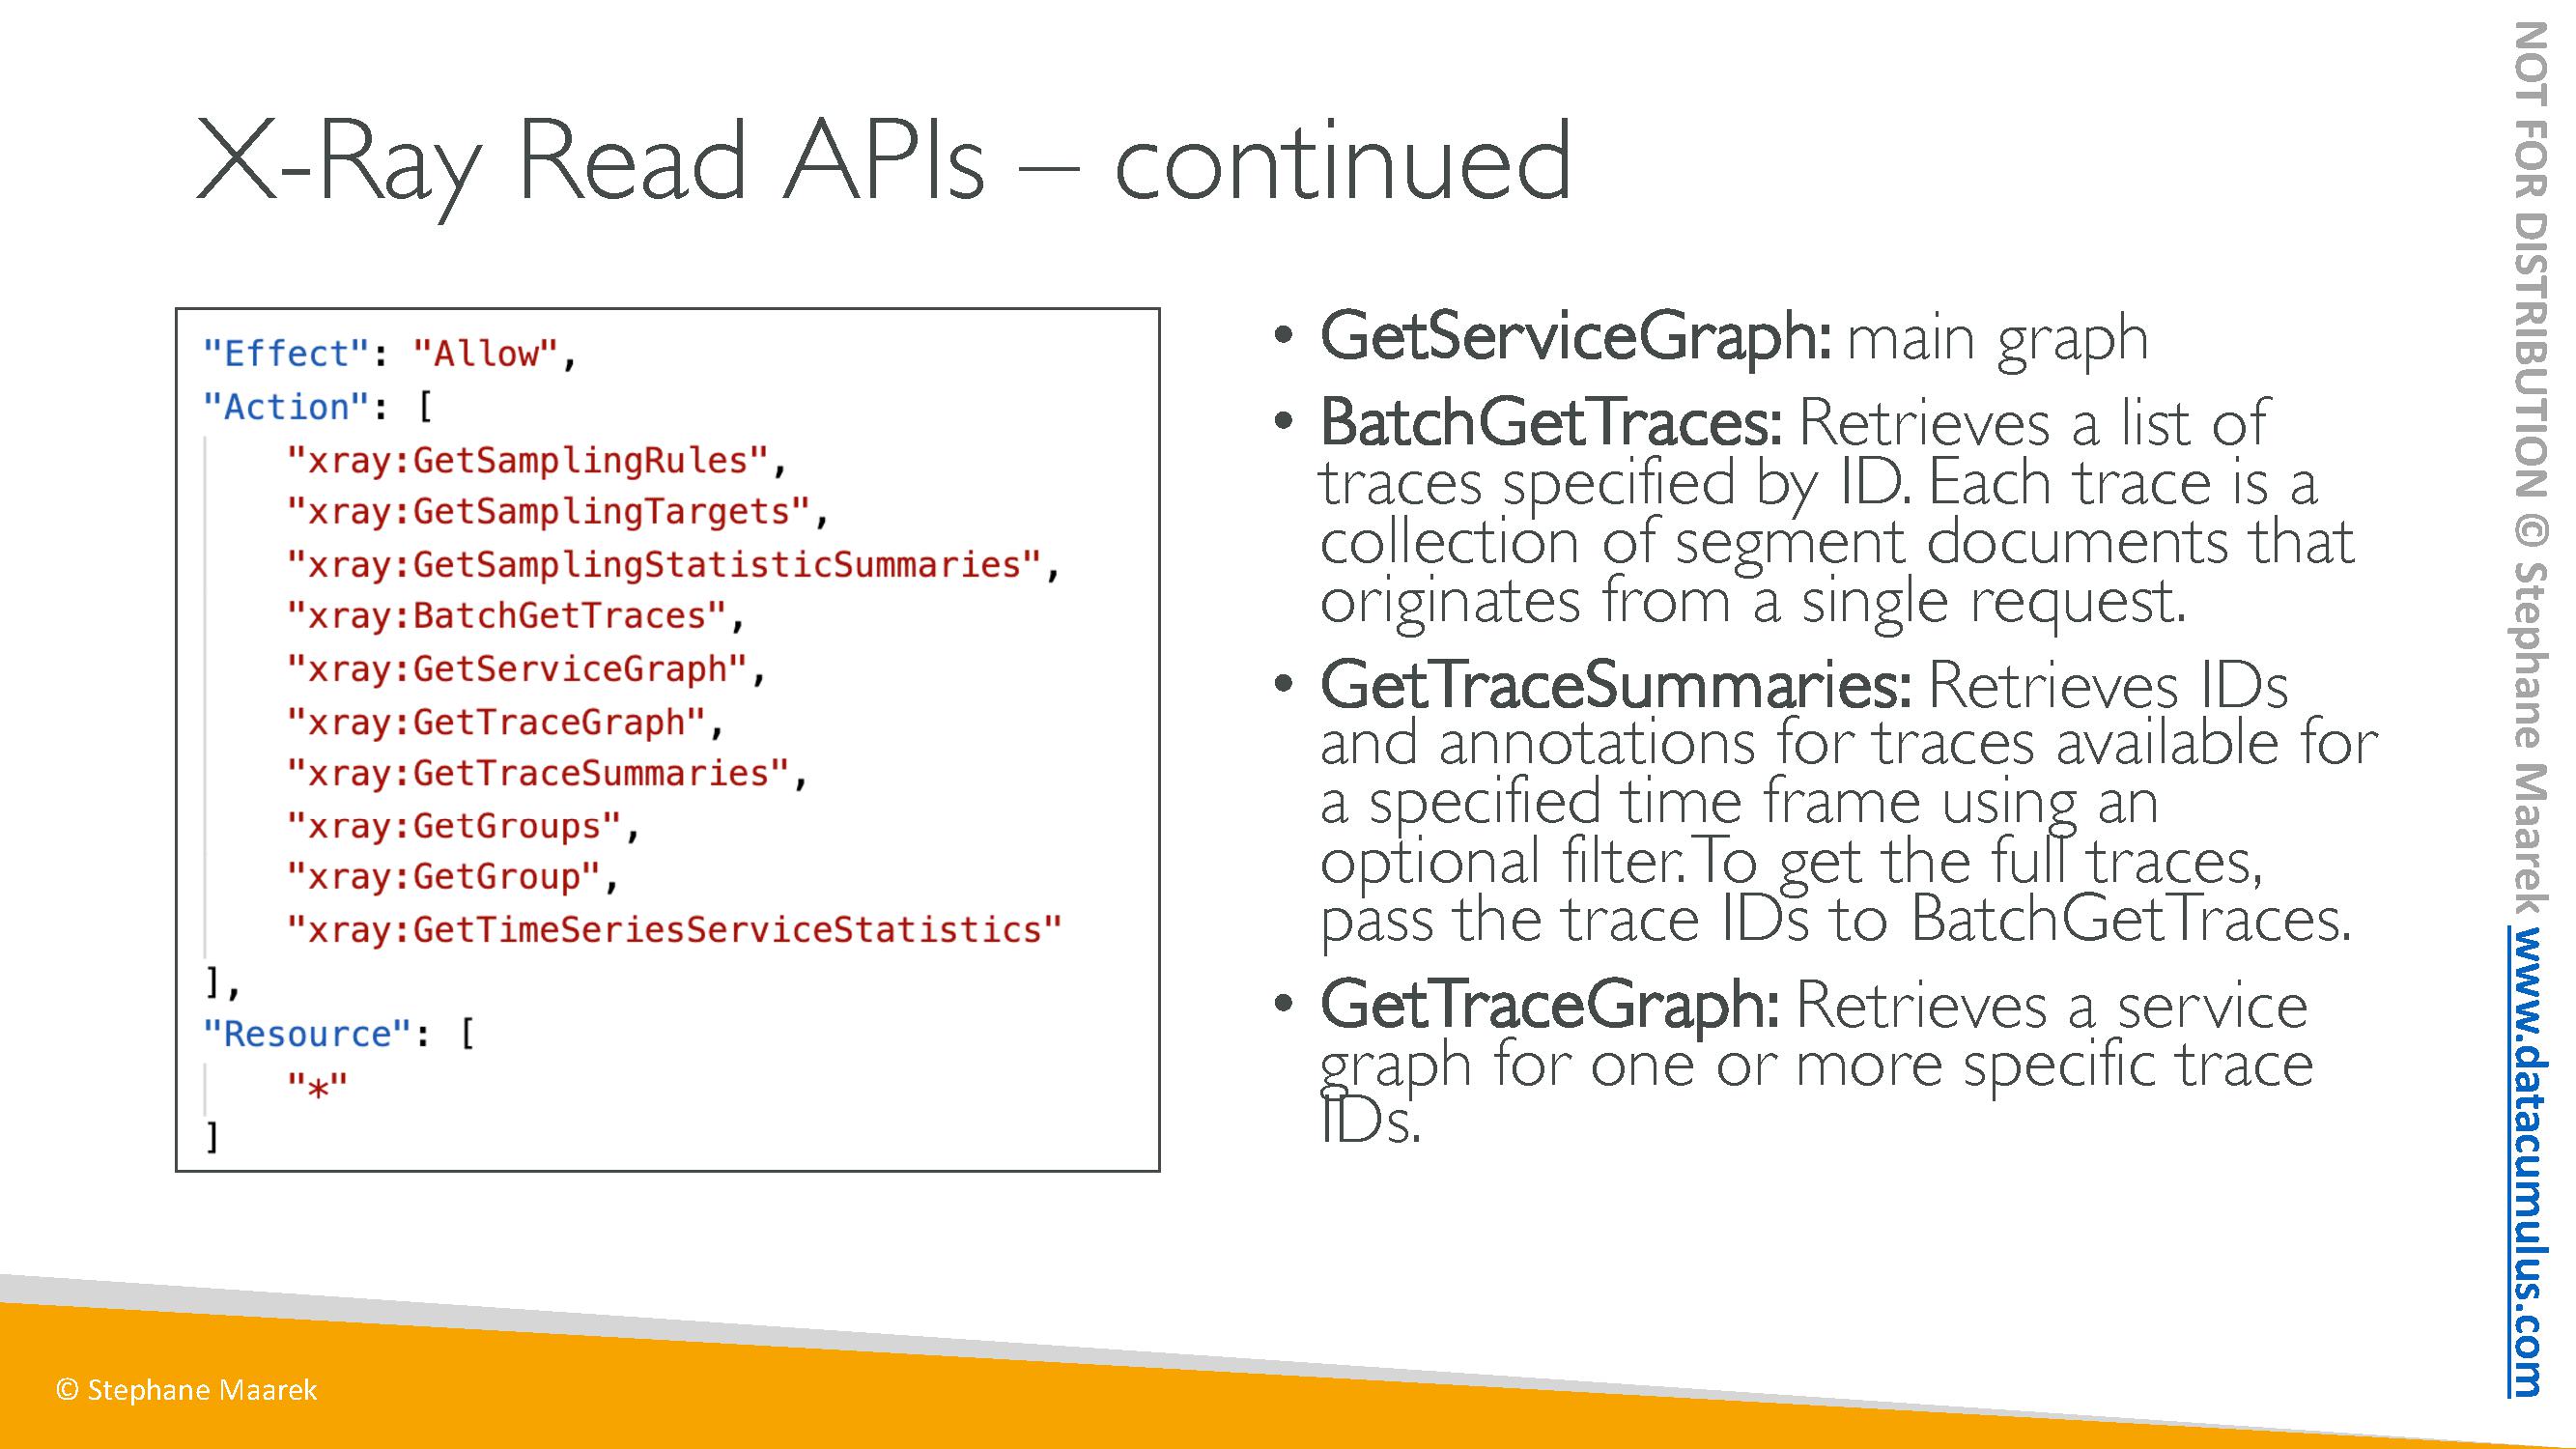 X-Ray Read APIs – continued
"Effect": "Allow",
"Action": [
"xray:GetSamplingRules",
"xray:GetSamplingTargets",
"xray:GetSamplingStatisticSummaries",
"xray:BatchGetTraces",
"xray:GetServiceGraph",
"xray:GetTraceGraph",
"xray:GetTraceSummaries",
"xray:GetGroups",
"xray:GetGroup",
"xray:GetTimeSeriesServiceStatistics"
],
"Resource": [
"*"
]
• GetServiceGraph: main graph
• BatchGetTraces: Retrieves a list of
traces specified by ID. Each trace is a
collection of segment documents that
originates from a single request.
• GetTraceSummaries: Retrieves IDs
and annotations for traces available for
a specified time frame using an
optional filter. To get the full traces,
pass the trace IDs to BatchGetTraces.
• GetTraceGraph: Retrieves a service
graph for one or more specific trace
IDs.
© Stephane Maarek
NOT FOR DISTRIBUTION © Stephane Maarek www.datacumulus.com